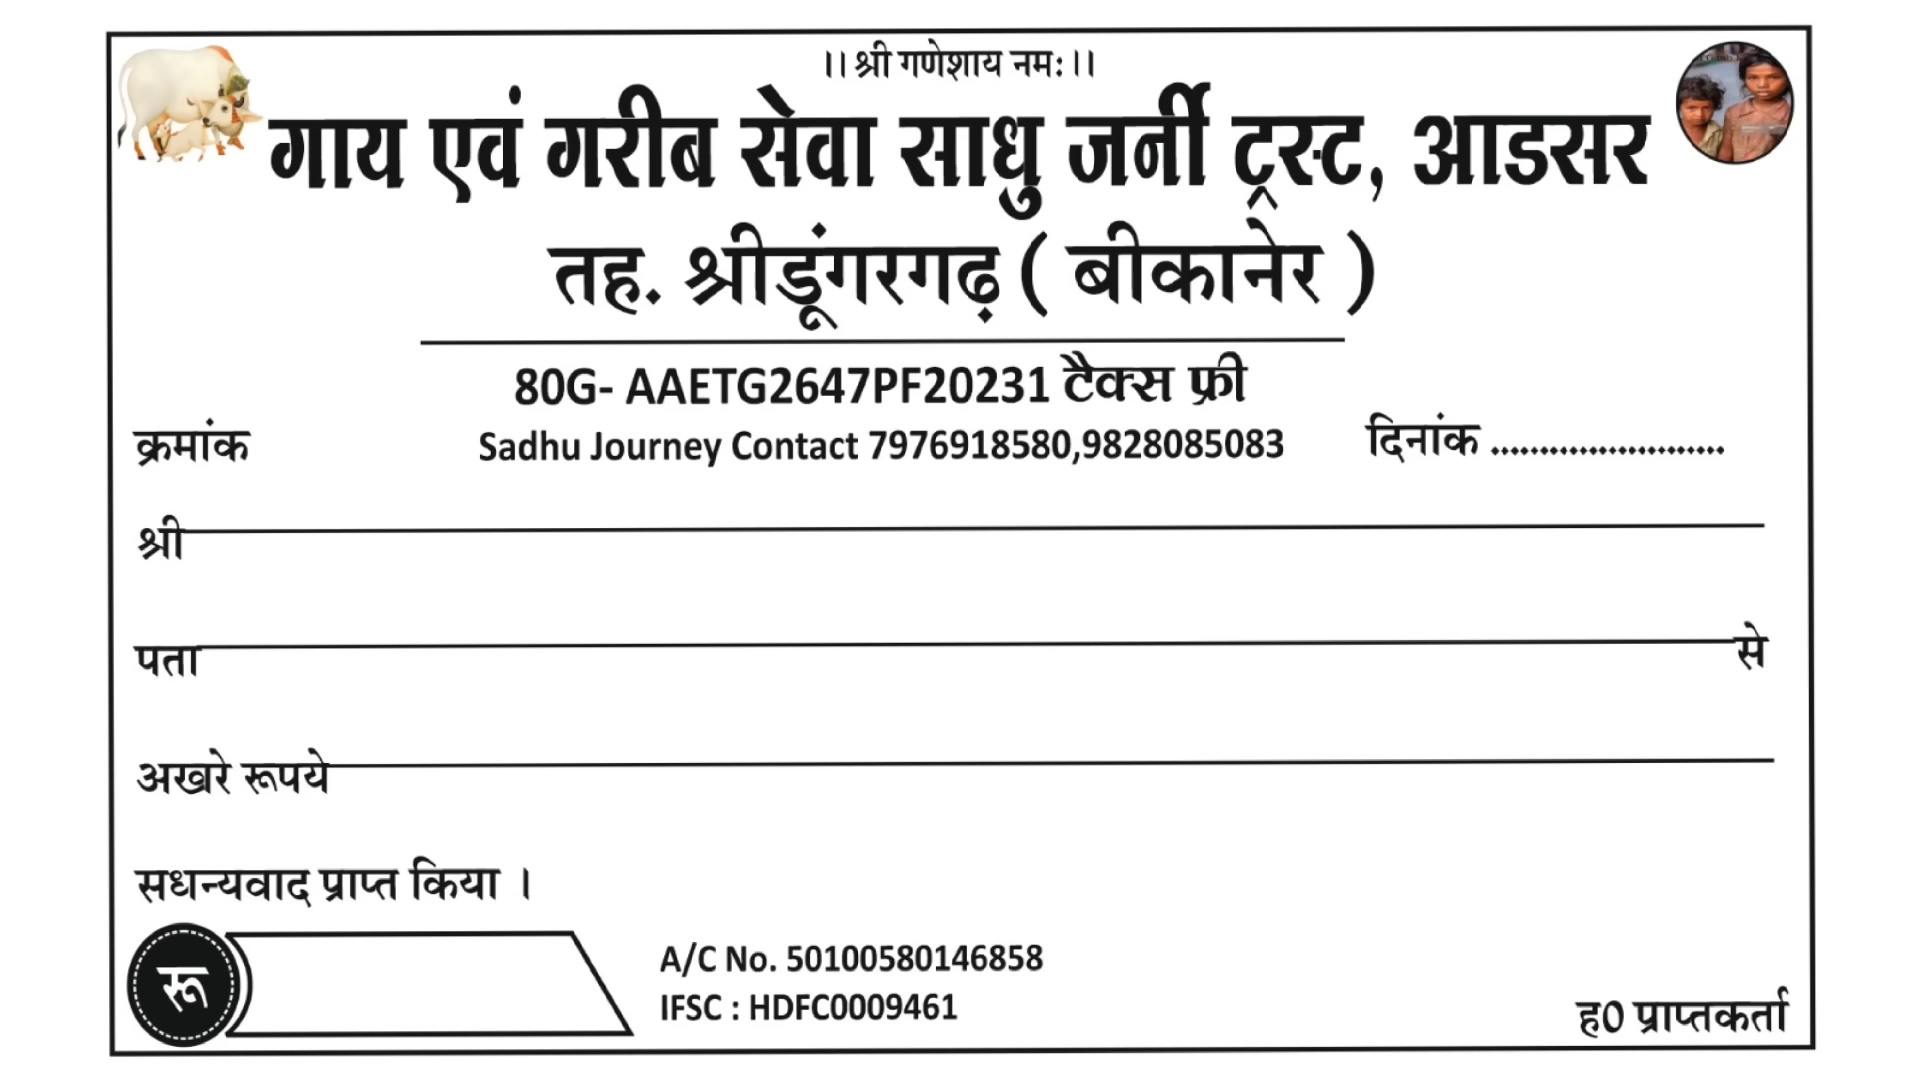 ।। श्री गणेशाय नमः ।।
गाय एवं गरीब सेवा साधु जर्नी ट्रस्ट, आडसर
तह. श्रीडूंगरगढ़ ( बीकानेर )
80G- AAETG2647PF20231 टैक्स फ्री
क्रमांक Sadhu Journey Contact 7976918580,9828085083 दिनांक ........................
श्री
पता से
अखरे रूपये
सधन्यवाद प्राप्त किया ।
रू
A/C No. 50100580146858
IFSC : HDFC0009461
ह0 प्राप्तकर्ता